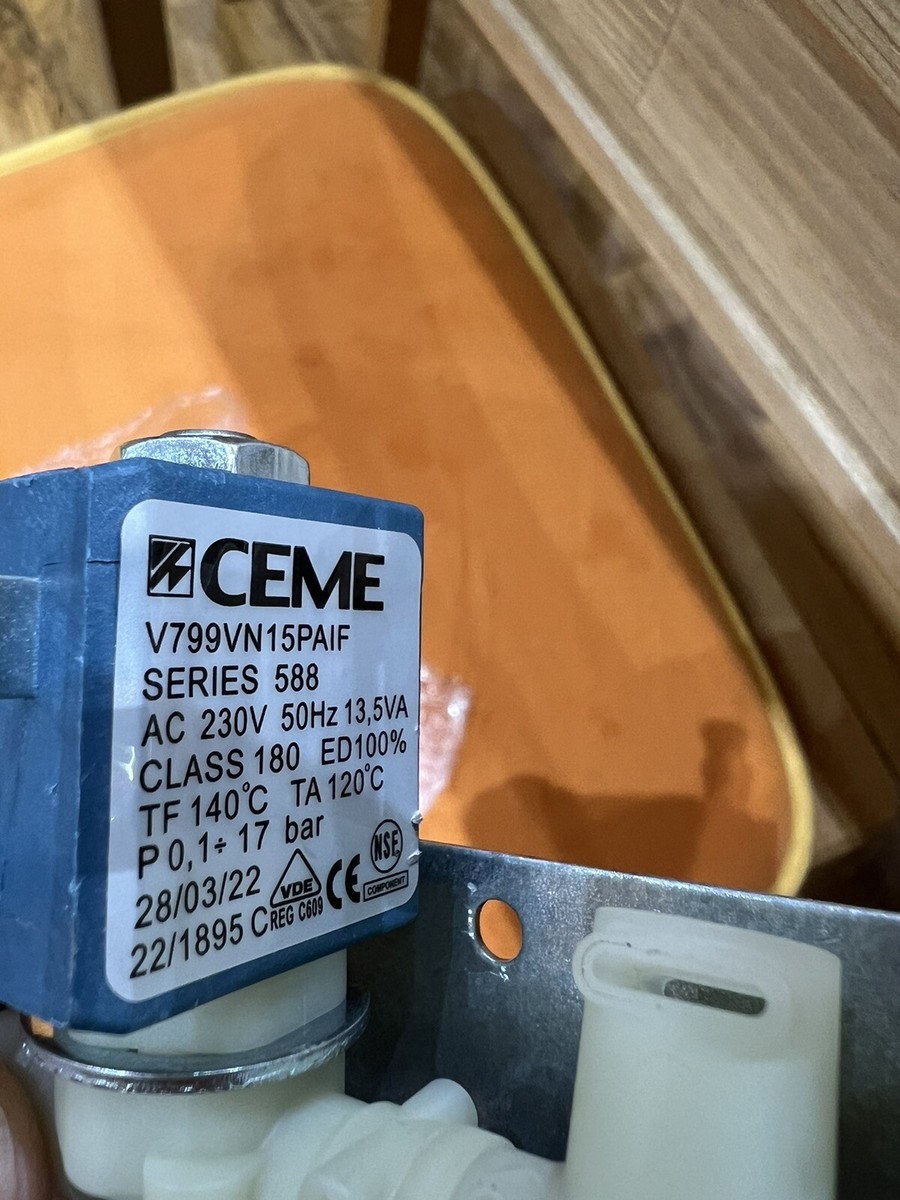 CEME
V799VN15PAIF
SERIES 588
AC 230V 50Hz 13,5VA
CLASS 180 ED100%
TF 140°C TA 120°C
P 0,1÷ 17 bar
28/03/22 VDE CE NSF COMPONENT
22/1895 C REG C609